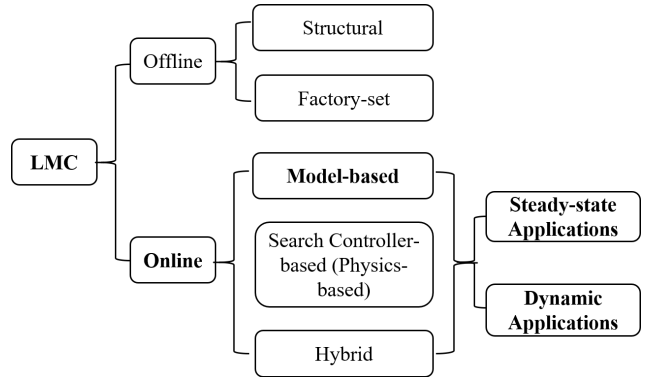 Structural
Offline
Factory-set
LMC
Model-based
Steady-state
Applications
Search Controller-
based (Physics-
based)
Online
Dynamic
Applications
Hybrid